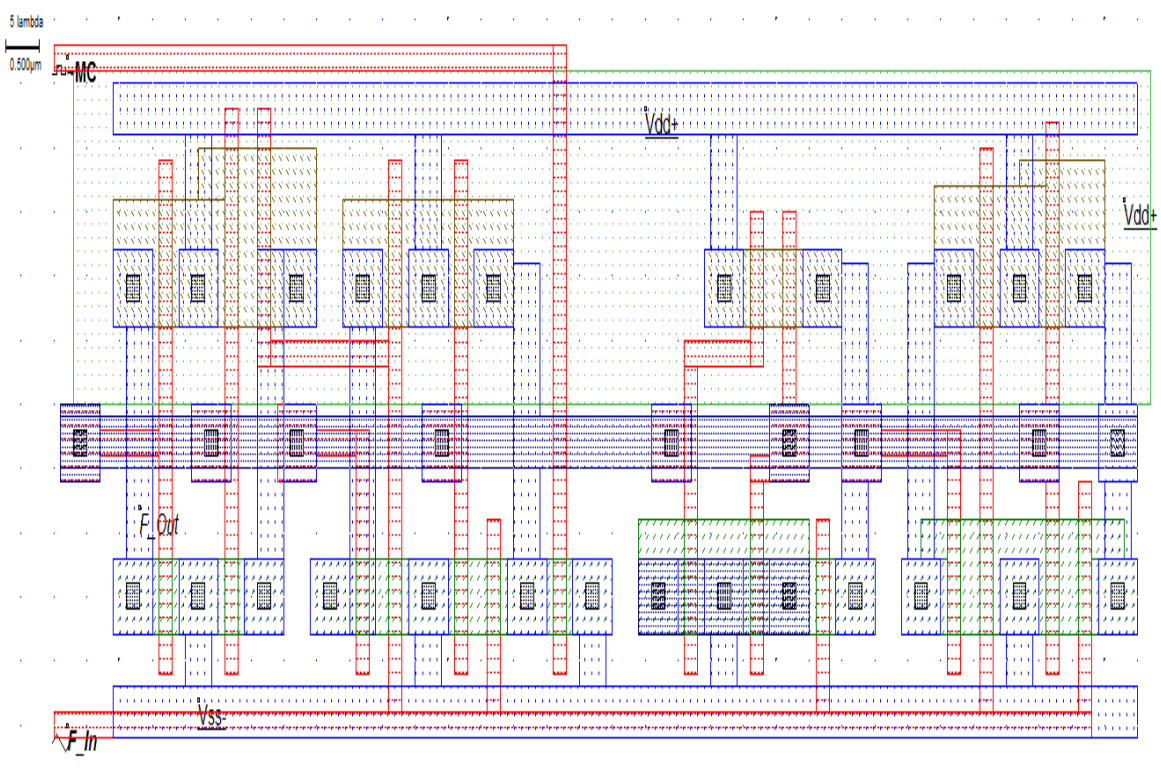 5 lambda
0.500µm
MC
Vdd+
Vdd+
F_Out
Vss-
F_In